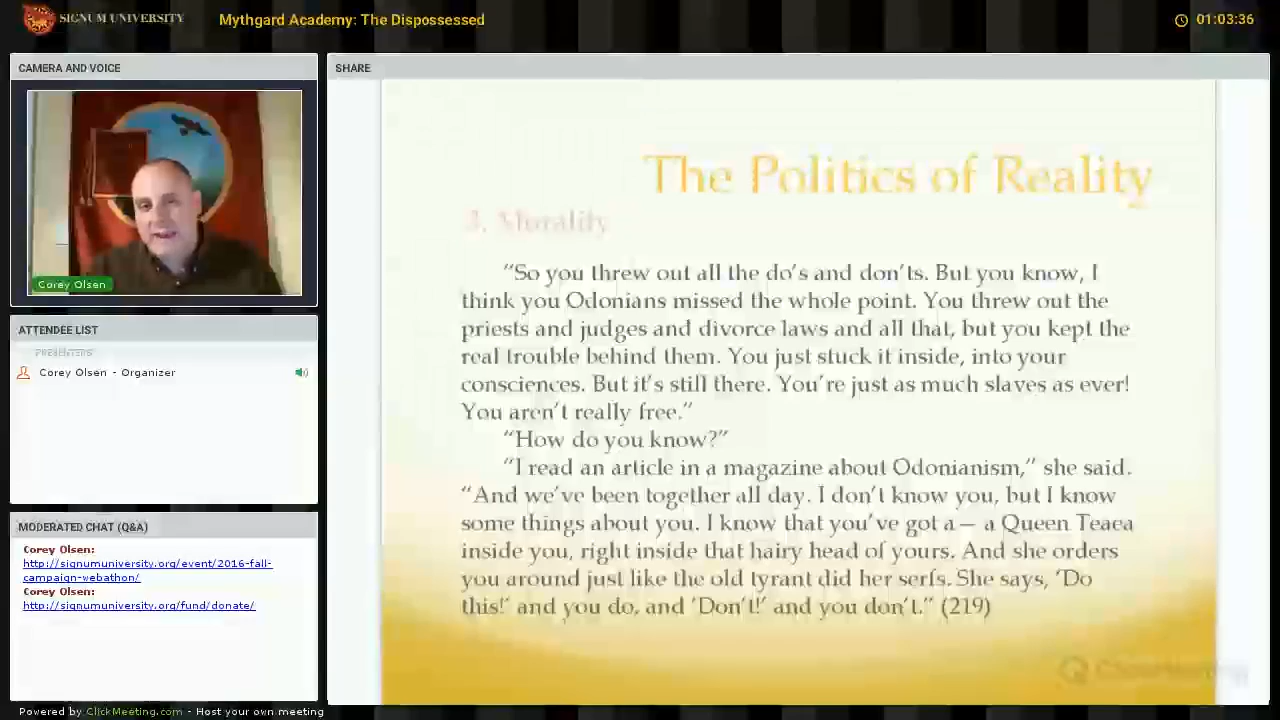 SIGNUM UNIVERSITY
Mythgard Academy: The Dispossessed
01:03:36
CAMERA AND VOICE
Corey Olsen
ATTENDEE LIST
PRESENTERS
Corey Olsen - Organizer
MODERATED CHAT (Q&A)
Corey Olsen:
http://signumuniversity.org/event/2016-fall-
campaign-webathon/
Corey Olsen:
http://signumuniversity.org/fund/donate/
SHARE
The Politics of Reality
3. Morality
“So you threw out all the do’s and don’ts. But you know, I
think you Odonians missed the whole point. You threw out the
priests and judges and divorce laws and all that, but you kept the
real trouble behind them. You just stuck it inside, into your
consciences. But it’s still there. You’re just as much slaves as ever!
You aren’t really free.”
“How do you know?”
“I read an article in a magazine about Odonianism,” she said.
“And we’ve been together all day. I don’t know you, but I know
some things about you. I know that you’ve got a — a Queen Teaea
inside you, right inside that hairy head of yours. And she orders
you around just like the old tyrant did her serfs. She says, ‘Do
this!’ and you do, and ‘Don’t!’ and you don’t.” (219)
ClickMeeting
Powered by ClickMeeting.com - Host your own meeting